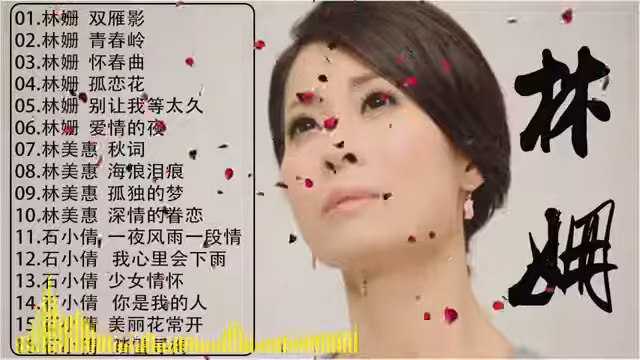 01.林姗 双雁影
02.林姗 青春岭
03.林姗 怀春曲
04.林姗 孤恋花
05.林姗 别让我等太久
06.林姗 爱情的夜
07.林美惠 秋词
08.林美惠 海浪泪痕
09.林美惠 孤独的梦
10.林美惠 深情的眷恋
11.石小倩 一夜风雨一段情
12.石小倩 我心里会下雨
13.石小倩 少女情怀
14.石小倩 你是我的人
15 小倩 美丽花常开
林
姗